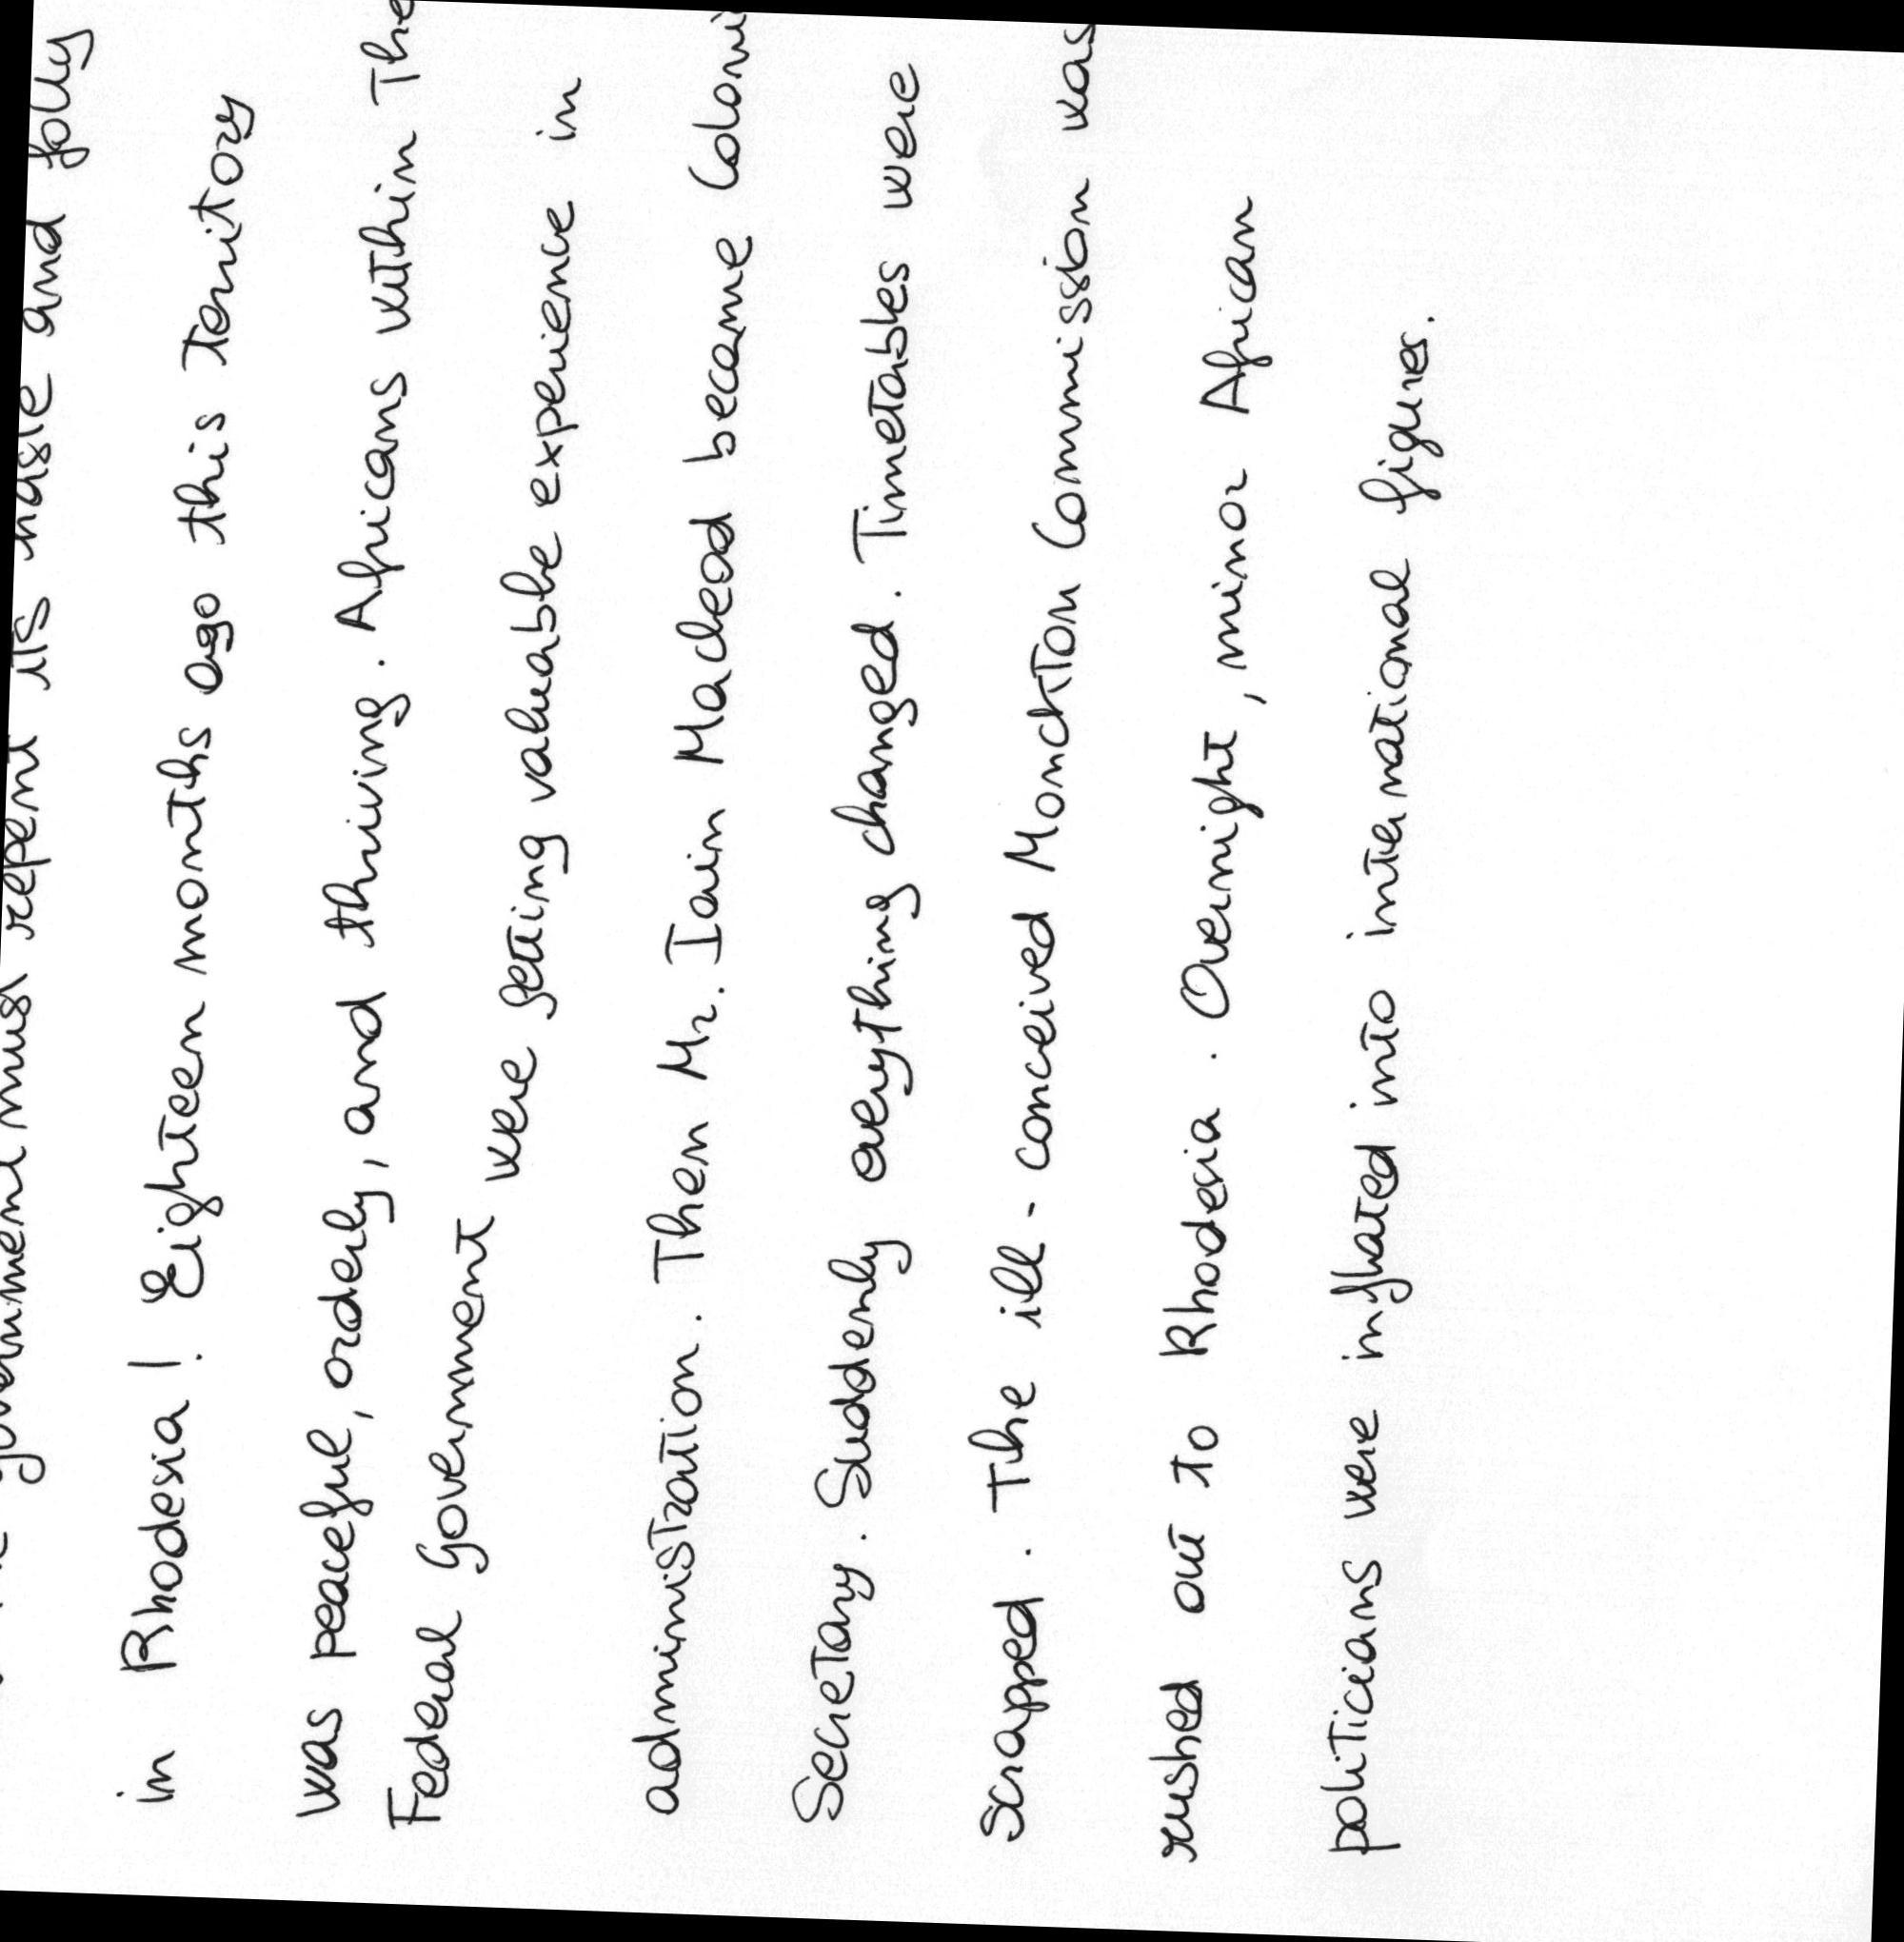 government must repent its haste and folly
in Rhodesia! Eighteen months ago this territory
was peaceful, orderly, and thriving. Africans within the
Federal Government were getting valuable experience in
administration. Then Mr. Iain Macleod became Coloni
Secretary. Suddenly everything changed. Timetables were
scrapped. The ill-conceived Monckton Commission was
rushed out to Rhodesia. Overnight, minor African
politicians were inflated into international figures.